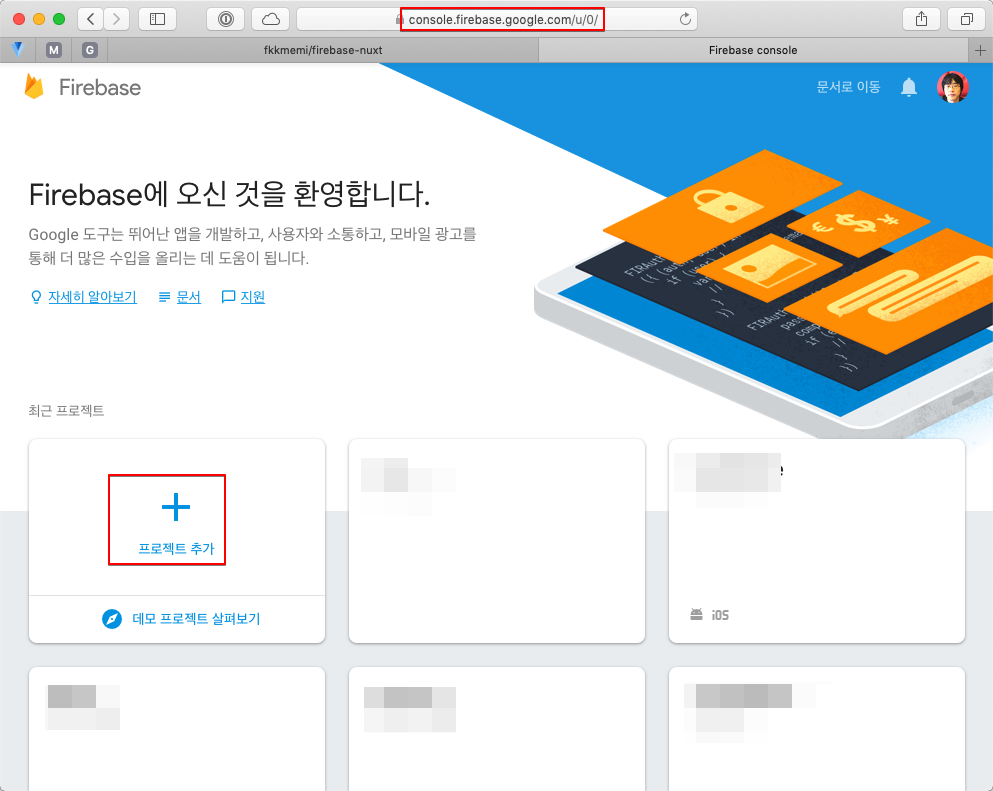 console.firebase.google.com/u/0/
M
G
fkkmemi/firebase-nuxt
Firebase console
Firebase
문서로 이동
Firebase에 오신 것을 환영합니다.
Google 도구는 뛰어난 앱을 개발하고, 사용자와 소통하고, 모바일 광고를
통해 더 많은 수입을 올리는 데 도움이 됩니다.
자세히 알아보기
문서
지원
최근 프로젝트
프로젝트 추가
데모 프로젝트 살펴보기
iOS